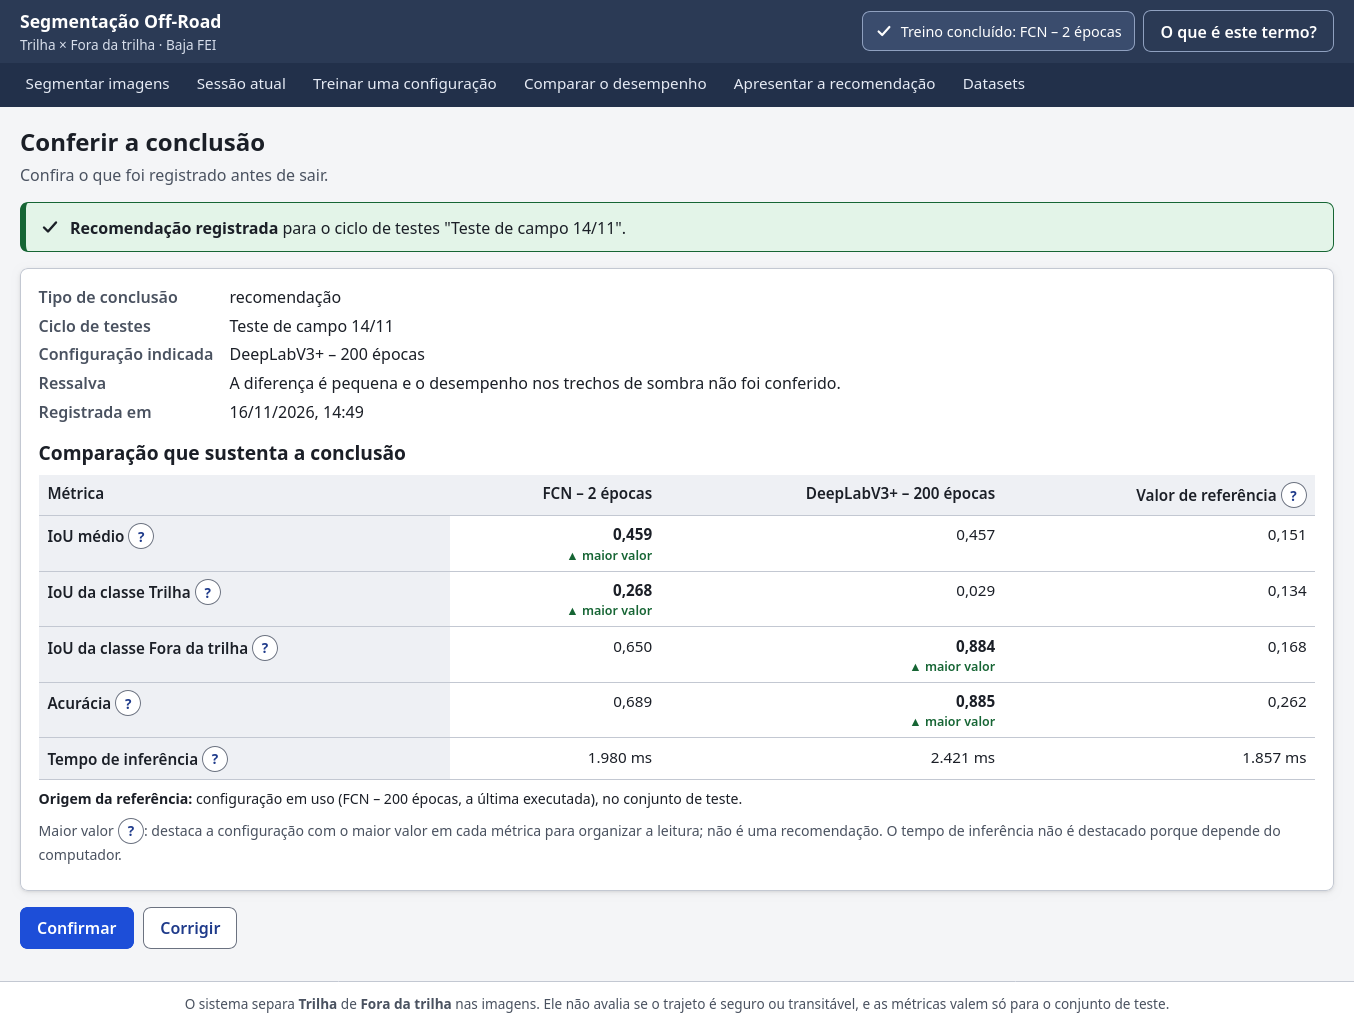 Segmentação Off-Road
Trilha × Fora da trilha · Baja FEI
Treino concluído: FCN – 2 épocas
O que é este termo?
Segmentar imagens
Sessão atual
Treinar uma configuração
Comparar o desempenho
Apresentar a recomendação
Datasets
Conferir a conclusão
Confira o que foi registrado antes de sair.
Recomendação registrada para o ciclo de testes "Teste de campo 14/11".
Tipo de conclusão recomendação
Ciclo de testes Teste de campo 14/11
Configuração indicada DeepLabV3+ – 200 épocas
Ressalva A diferença é pequena e o desempenho nos trechos de sombra não foi conferido.
Registrada em 16/11/2026, 14:49
Comparação que sustenta a conclusão
Métrica FCN – 2 épocas DeepLabV3+ – 200 épocas Valor de referência ?
IoU médio ? 0,459 0,457 0,151
▲ maior valor
IoU da classe Trilha ? 0,268 0,029 0,134
▲ maior valor
IoU da classe Fora da trilha ? 0,650 0,884 0,168
▲ maior valor
Acurácia ? 0,689 0,885 0,262
▲ maior valor
Tempo de inferência ? 1.980 ms 2.421 ms 1.857 ms
Origem da referência: configuração em uso (FCN – 200 épocas, a última executada), no conjunto de teste.
Maior valor ?: destaca a configuração com o maior valor em cada métrica para organizar a leitura; não é uma recomendação. O tempo de inferência não é destacado porque depende do
computador.
Confirmar
Corrigir
O sistema separa Trilha de Fora da trilha nas imagens. Ele não avalia se o trajeto é seguro ou transitável, e as métricas valem só para o conjunto de teste.